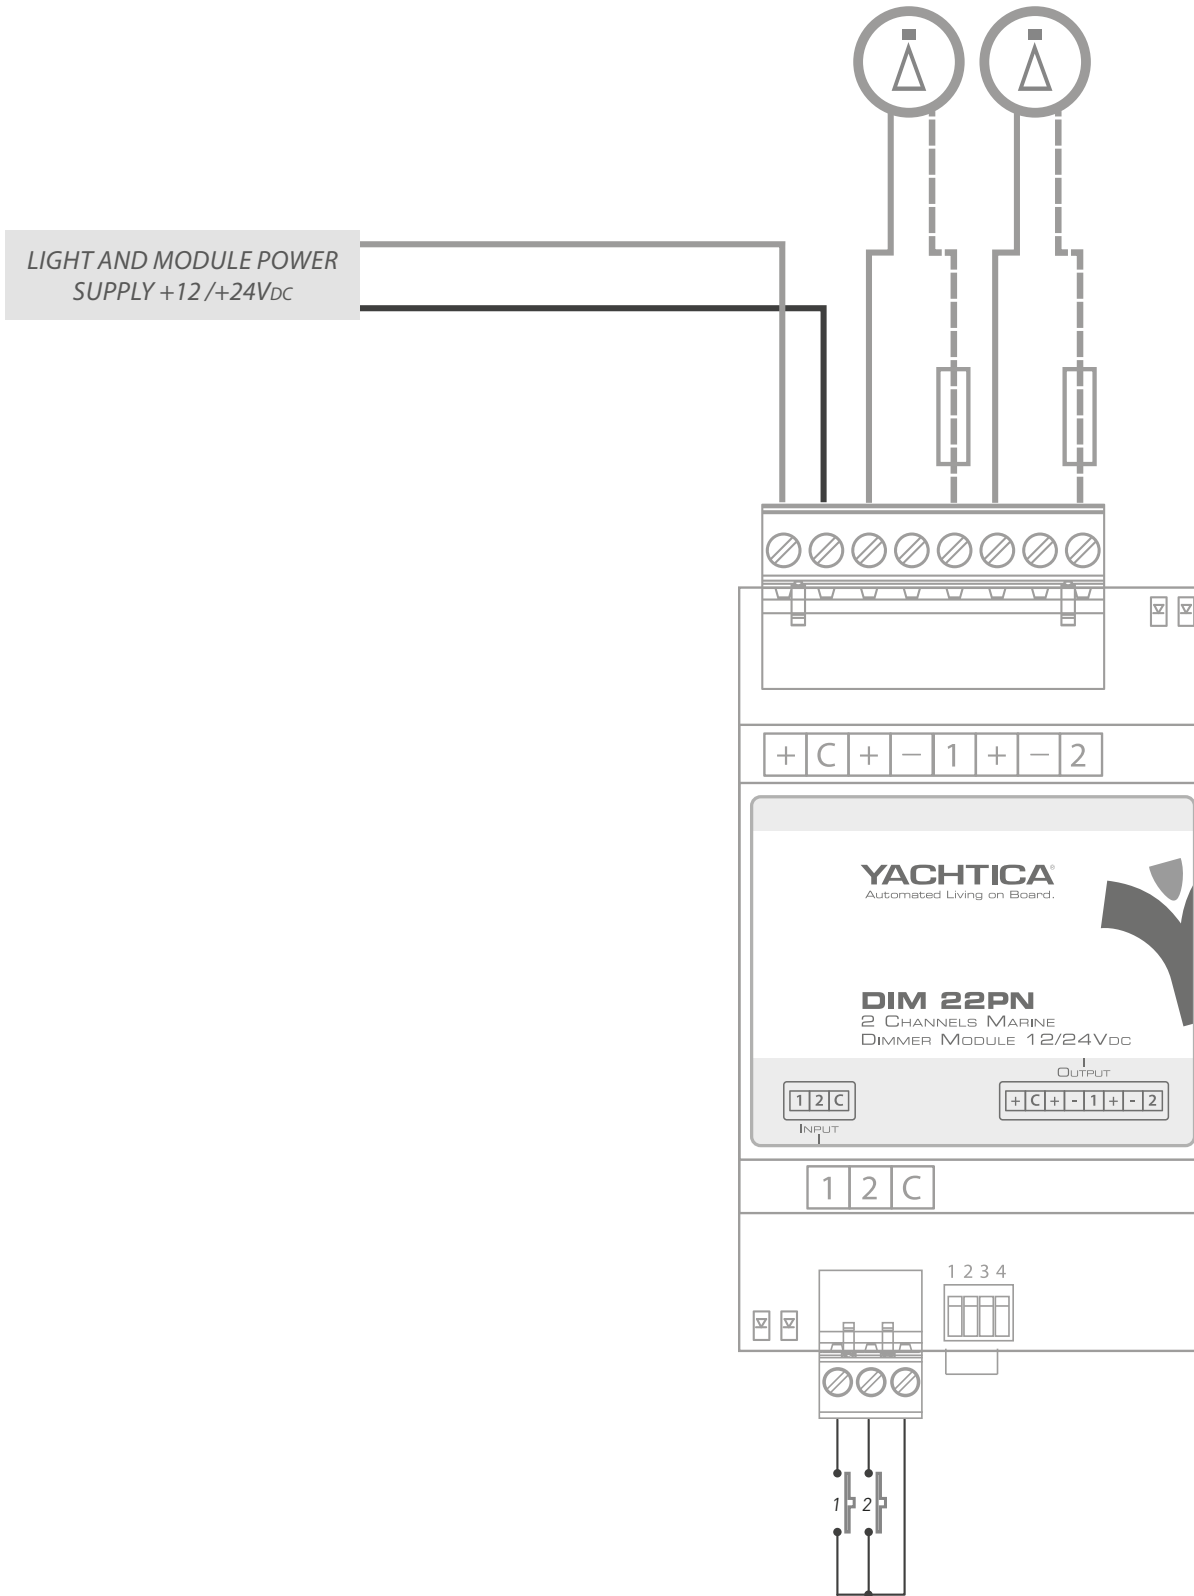 LIGHT AND MODULE POWER
SUPPLY +12 /+24VDC
+ C + − 1 + − 2
YACHTICA®
Automated Living on Board.
DIM 22PN
2 CHANNELS MARINE
DIMMER MODULE 12/24VDC
OUTPUT
1 2 C
+ C + - 1 + - 2
INPUT
1 2 C
1 2 3 4
1 2